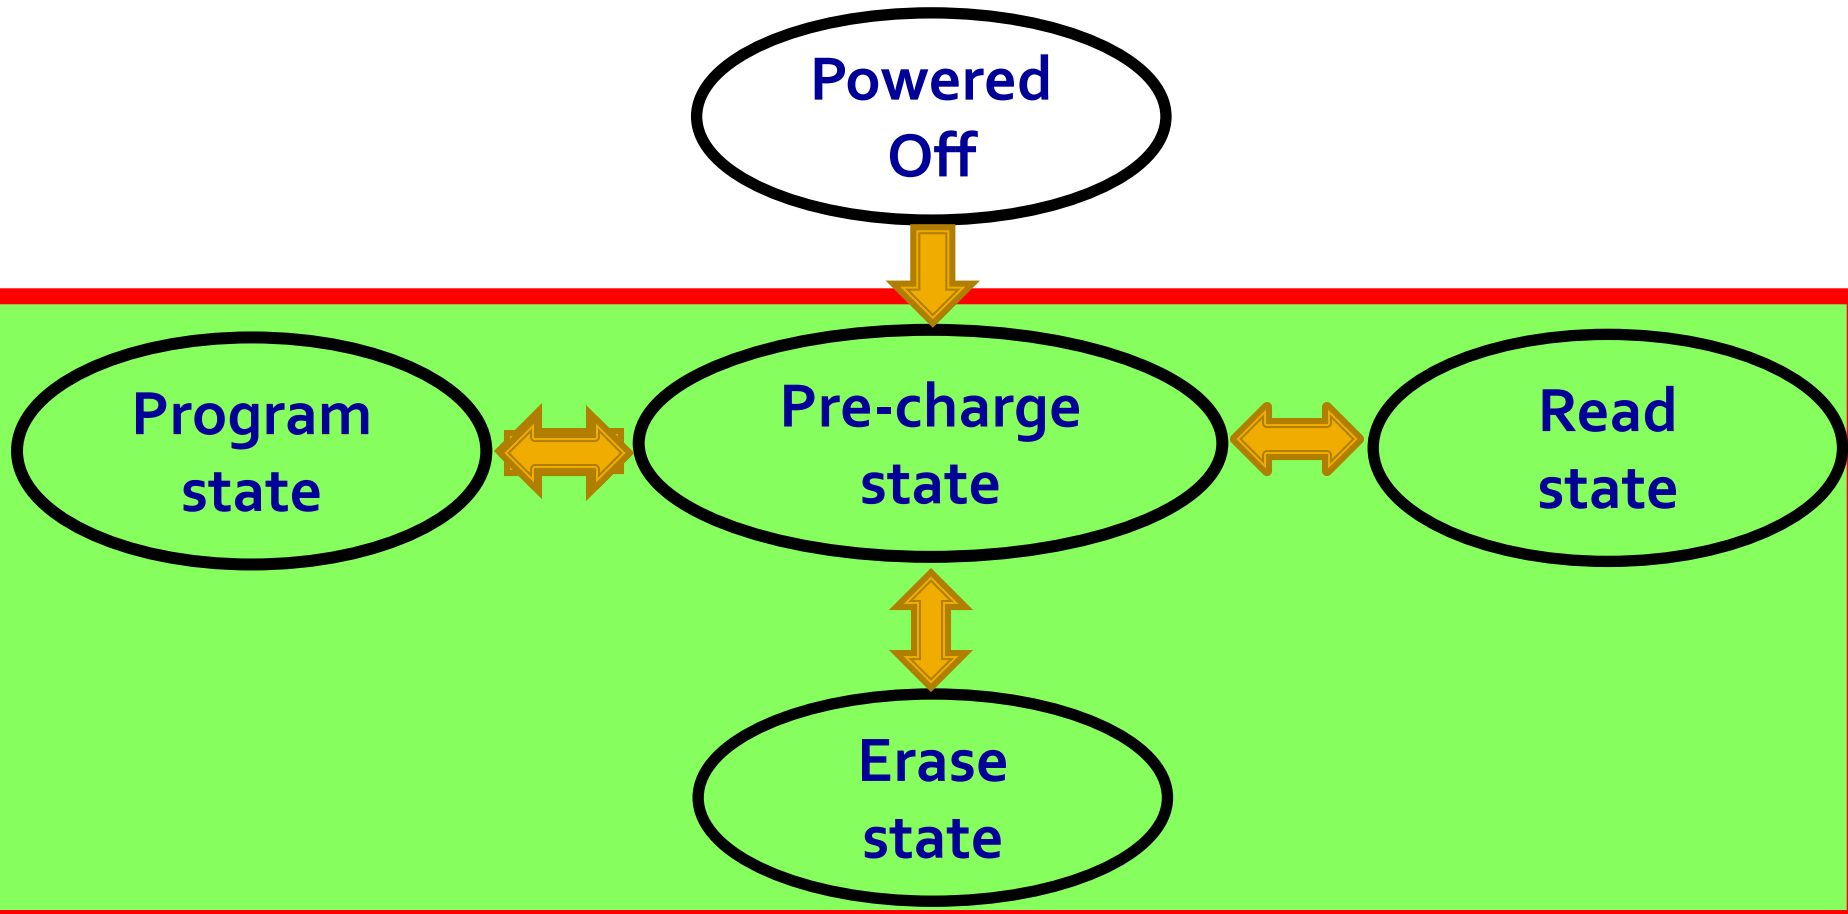 Powered
Off
Program
state
Pre-charge
state
Read
state
Erase
state